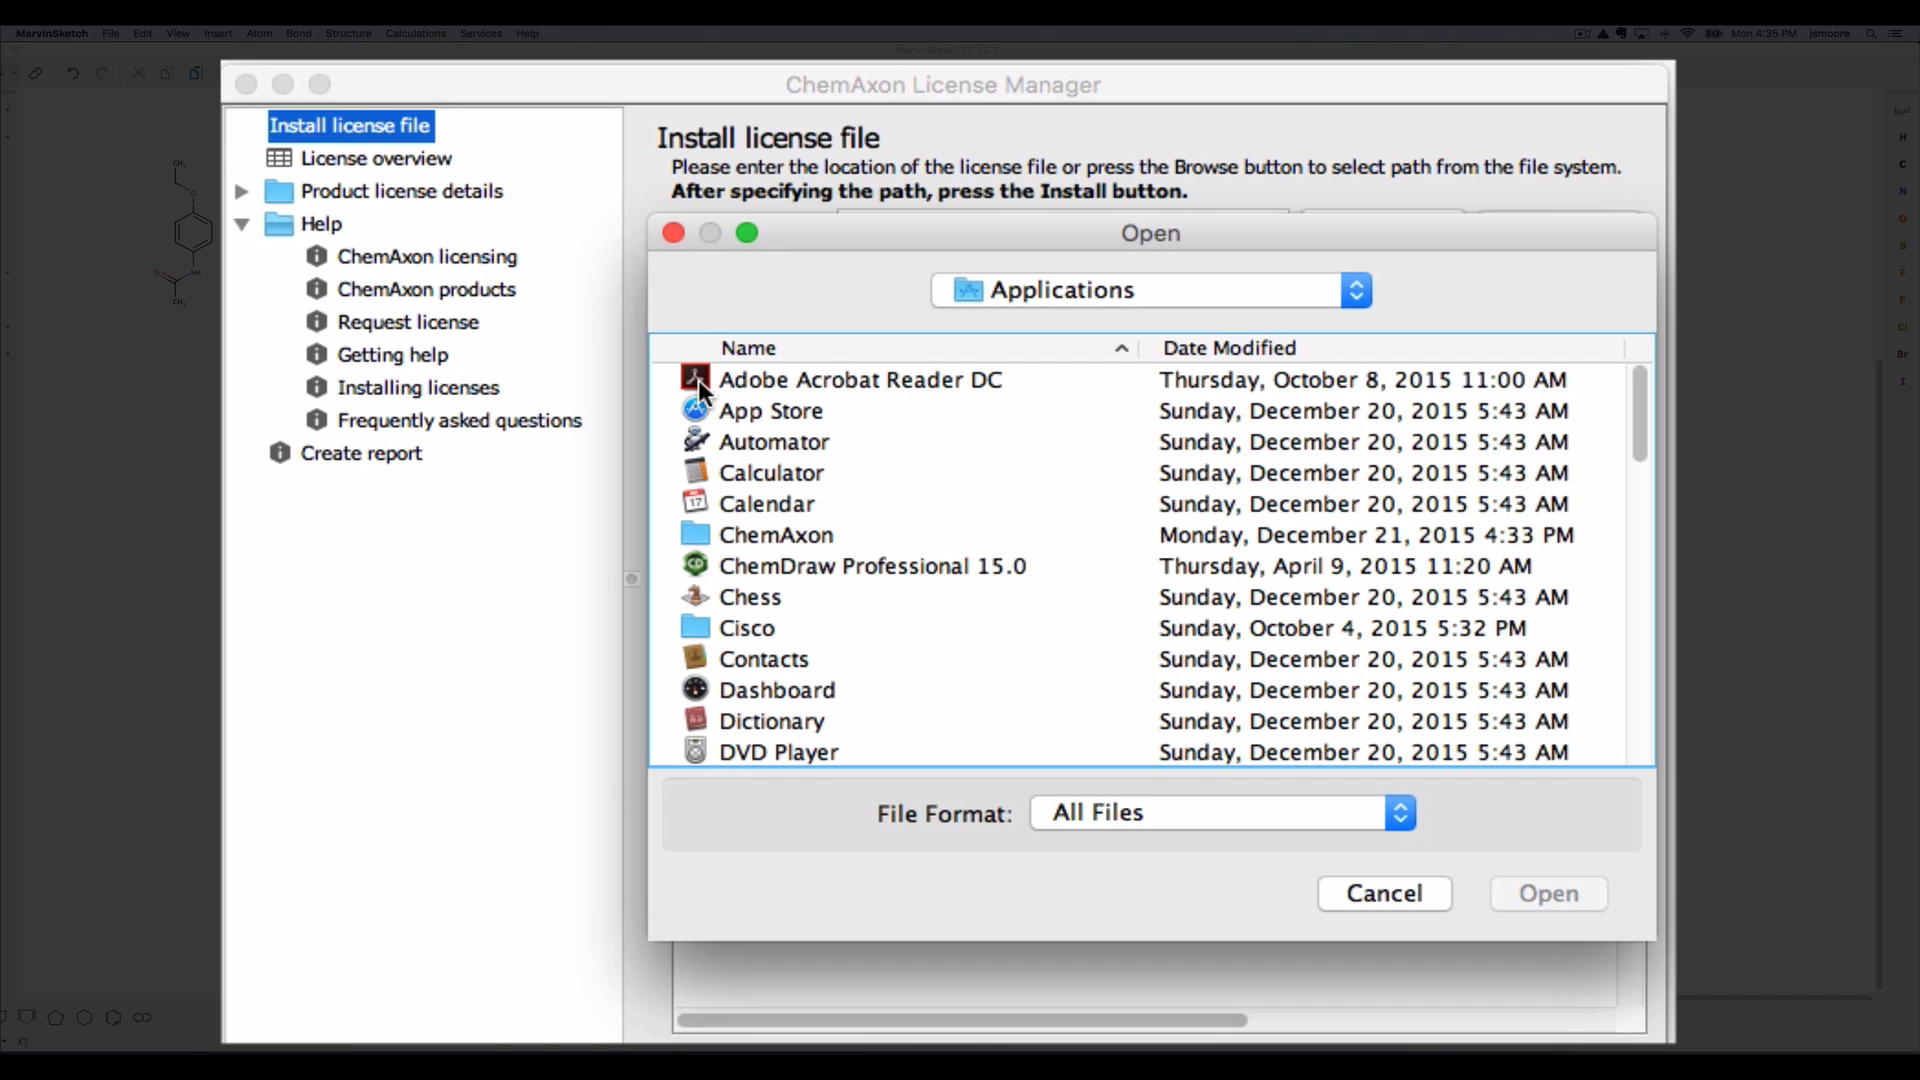 MarvinSketch File Edit View Insert Atom Bond Structure Calculations Services Help Mon 4:35 PM jsmoore
MarvinSketch 15.12.7
ChemAxon License Manager
Install license file
License overview
Product license details
Help
ChemAxon licensing
ChemAxon products
Request license
Getting help
Installing licenses
Frequently asked questions
Create report
Install license file
Please enter the location of the license file or press the Browse button to select path from the file system.
After specifying the path, press the Install button.
Open
Applications
Name Date Modified
Adobe Acrobat Reader DC Thursday, October 8, 2015 11:00 AM
App Store Sunday, December 20, 2015 5:43 AM
Automator Sunday, December 20, 2015 5:43 AM
Calculator Sunday, December 20, 2015 5:43 AM
17
Calendar Sunday, December 20, 2015 5:43 AM
ChemAxon Monday, December 21, 2015 4:33 PM
ChemDraw Professional 15.0 Thursday, April 9, 2015 11:20 AM
Chess Sunday, December 20, 2015 5:43 AM
Cisco Sunday, October 4, 2015 5:32 PM
Contacts Sunday, December 20, 2015 5:43 AM
Dashboard Sunday, December 20, 2015 5:43 AM
Dictionary Sunday, December 20, 2015 5:43 AM
DVD Player Sunday, December 20, 2015 5:43 AM
File Format: All Files
Cancel Open
CH₃
O
NH
O
CH₃
H
C
N
O
S
F
P
Cl
Br
I